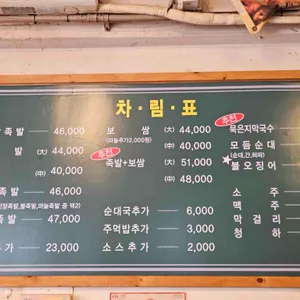 차·림·표
족발 46,000
발 (大) 44,000
(中) 40,000
족발 46,000
족발 47,000
추가 23,000
보쌈 (大) 44,000
(마늘추가2,000원)
(中) 40,000
추천
족발+보쌈 (大) 51,000
(中) 48,000
순대국추가 6,000
주먹밥추가 3,000
소스추가 2,000
추천
묵은지막국수
모듬순대
(순대,간,허파)
불오징어
소주
맥주
막걸리
청하